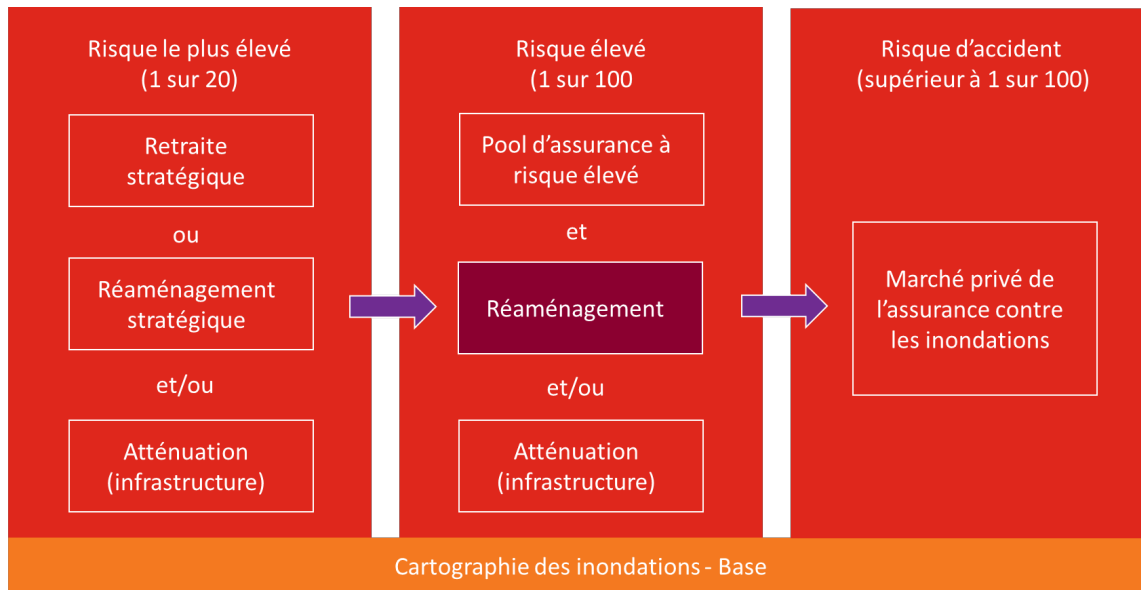 Risque le plus élevé
(1 sur 20)
Retraite
stratégique
ou
Réaménagement
stratégique
et/ou
Atténuation
(infrastructure)
Risque élevé
(1 sur 100
Pool d’assurance à
risque élevé
et
Réaménagement
et/ou
Atténuation
(infrastructure)
Risque d’accident
(supérieur à 1 sur 100)
Marché privé de
l’assurance contre
les inondations
Cartographie des inondations - Base